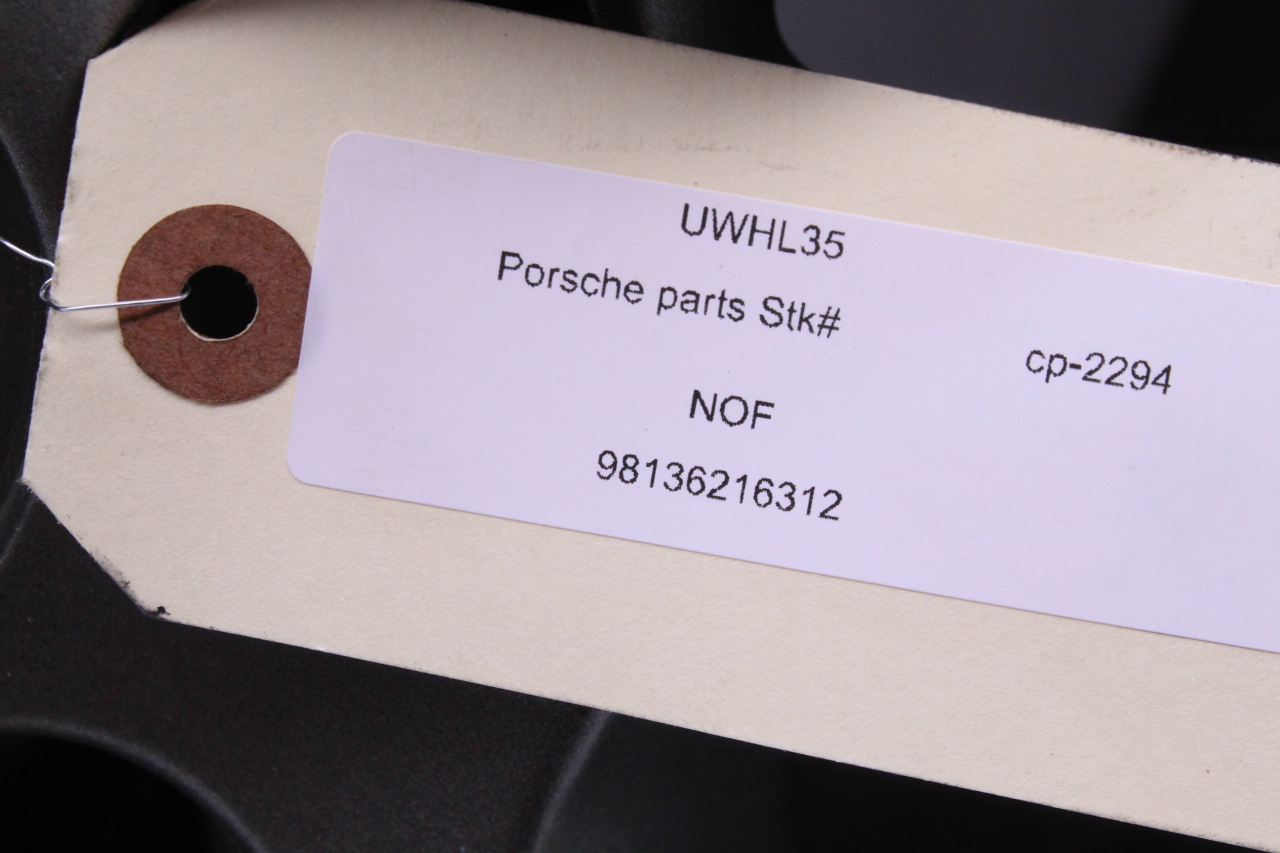 UWHL35
Porsche parts Stk# cp-2294
NOF
98136216312